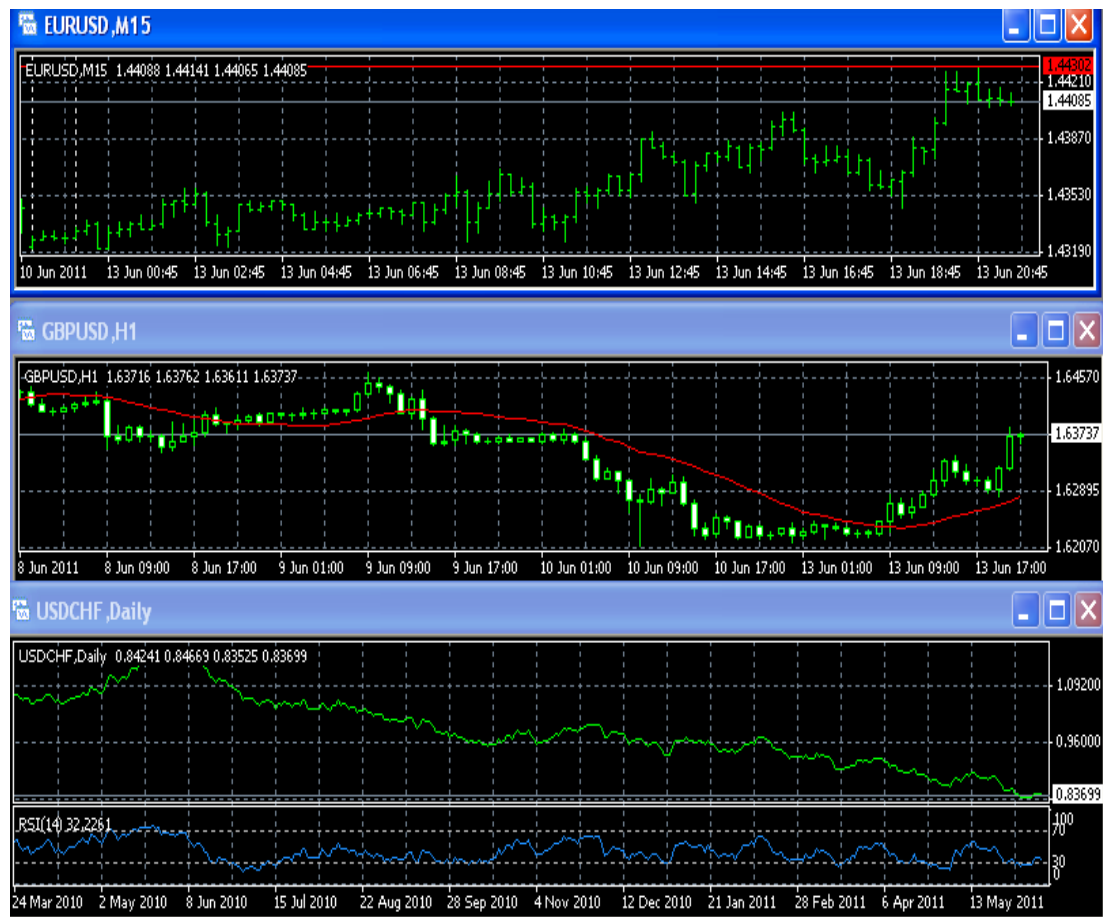 EURUSD,M15
EURUSD,M15 1.44088 1.44141 1.44065 1.44085
1.44302
1.44210
1.44085
1.43870
1.43530
1.43190
10 Jun 2011 13 Jun 00:45 13 Jun 02:45 13 Jun 04:45 13 Jun 06:45 13 Jun 08:45 13 Jun 10:45 13 Jun 12:45 13 Jun 14:45 13 Jun 16:45 13 Jun 18:45 13 Jun 20:45
GBPUSD,H1
GBPUSD,H1 1.63716 1.63762 1.63611 1.63737
1.64570
1.63737
1.62895
1.62070
8 Jun 2011 8 Jun 09:00 8 Jun 17:00 9 Jun 01:00 9 Jun 09:00 9 Jun 17:00 10 Jun 01:00 10 Jun 09:00 10 Jun 17:00 13 Jun 01:00 13 Jun 09:00 13 Jun 17:00
USDCHF,Daily
USDCHF,Daily 0.84241 0.84669 0.83525 0.83699
1.09200
0.96000
0.83699
RSI(14) 32.2261
100
70
30
0
24 Mar 2010 2 May 2010 8 Jun 2010 15 Jul 2010 22 Aug 2010 28 Sep 2010 4 Nov 2010 12 Dec 2010 21 Jan 2011 28 Feb 2011 6 Apr 2011 13 May 2011